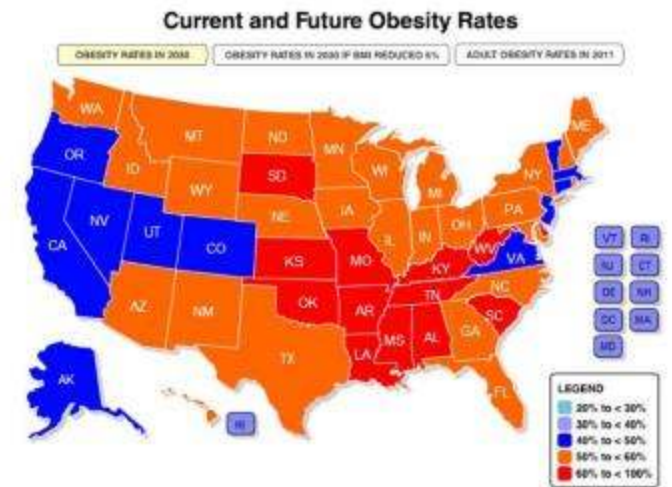 Current and Future Obesity Rates
OBESITY RATES IN 2030
OBESITY RATES IN 2030 IF BMI REDUCED 5%
ADULT OBESITY RATES IN 2011
WA
MT
ND
MN
ME
OR
ID
SD
WI
NY
WY
MI
NE
IA
PA
NV
UT
CO
IL
IN
OH
CA
KS
MO
WV
VA
KY
AZ
NM
OK
AR
TN
NC
SC
MS
AL
GA
TX
LA
FL
AK
HI
VT
RI
NJ
CT
DE
NH
DC
MA
MD
LEGEND
20% to < 30%
30% to < 40%
40% to < 50%
50% to < 60%
60% to < 100%